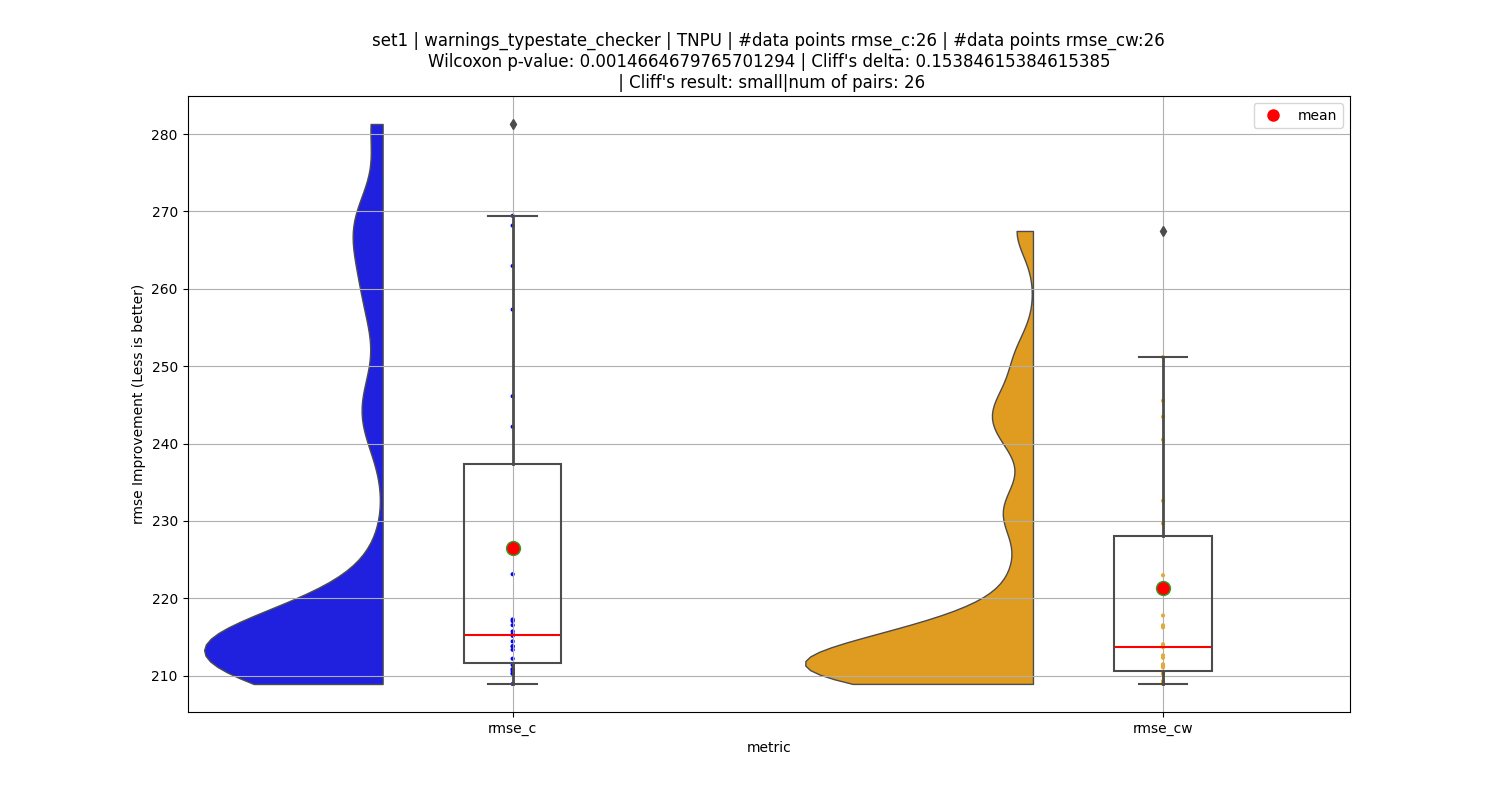 set1 | warnings_typestate_checker | TNPU | #data points rmse_c:26 | #data points rmse_cw:26
Wilcoxon p-value: 0.0014664679765701294 | Cliff's delta: 0.15384615384615385
| Cliff's result: small|num of pairs: 26
mean
280
270
260
250
240
230
220
210
rmse Improvement (Less is better)
rmse_c
rmse_cw
metric